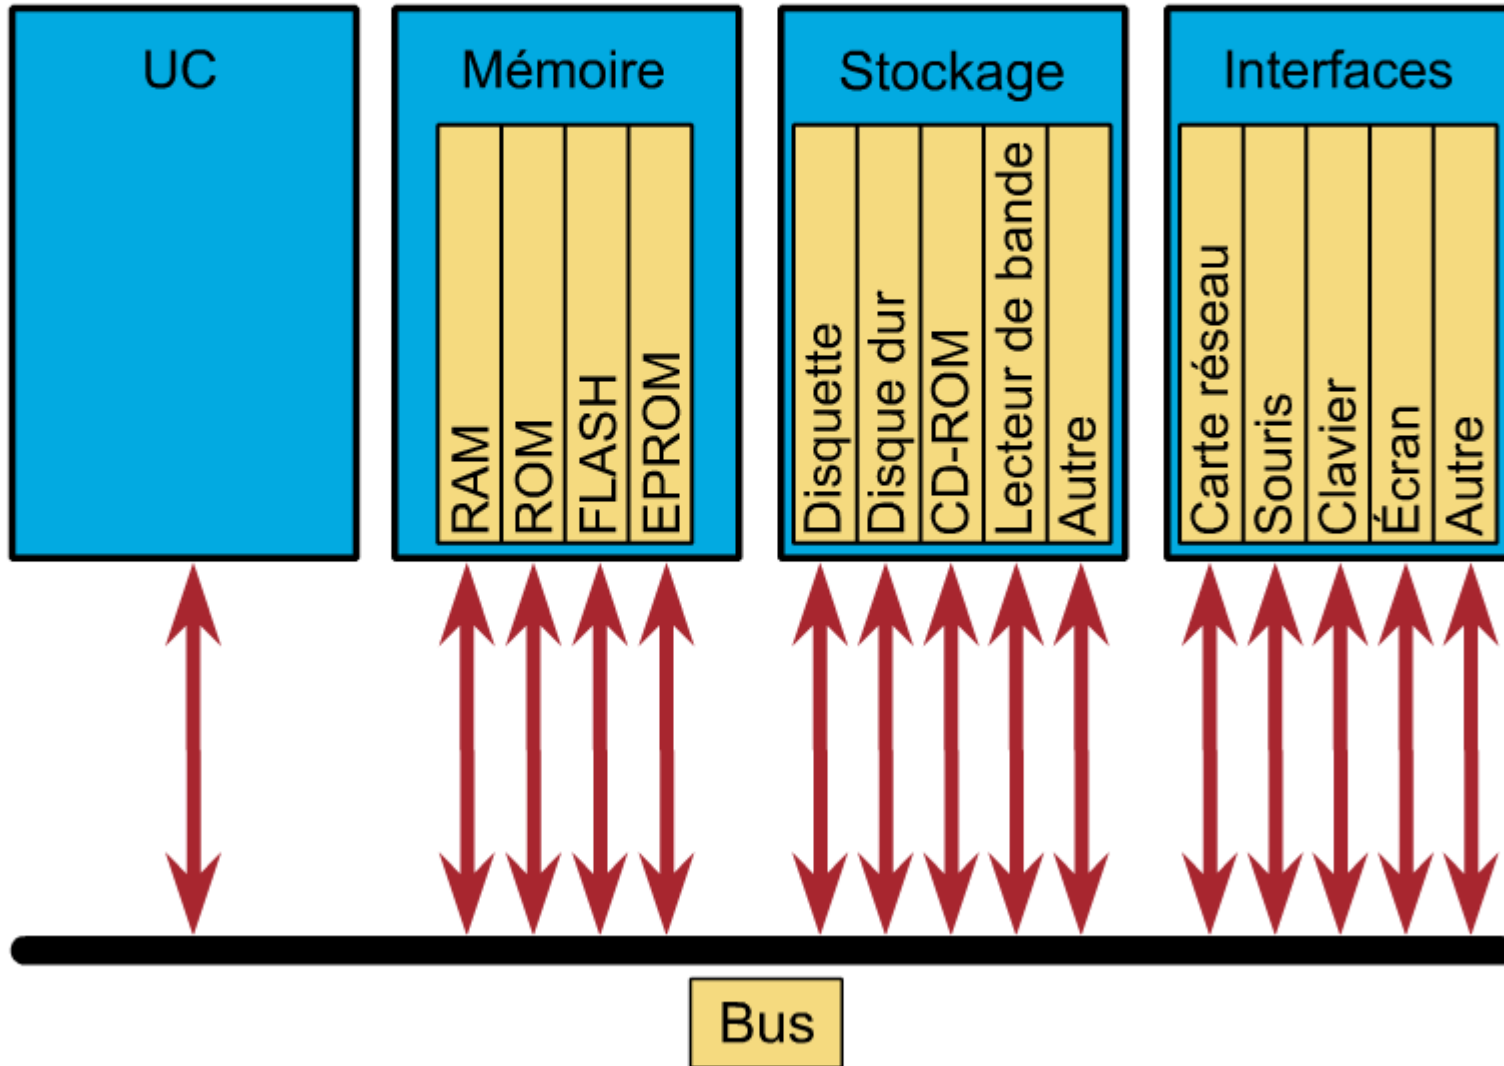 UC
Mémoire
RAM
ROM
FLASH
EPROM
Stockage
Disquette
Disque dur
CD-ROM
Lecteur de bande
Autre
Interfaces
Carte réseau
Souris
Clavier
Écran
Autre
Bus